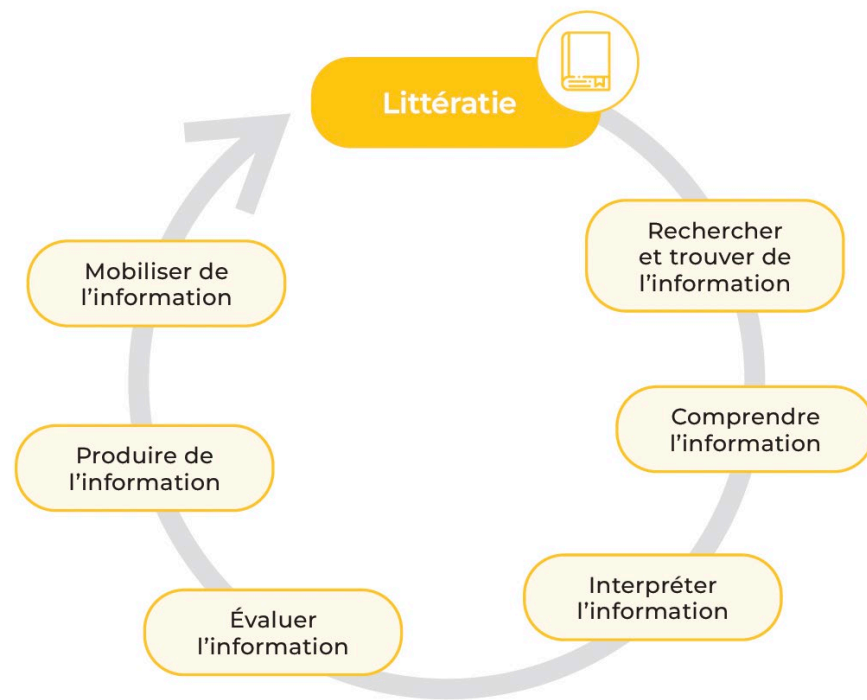 Littératie
Rechercher
et trouver de
l'information
Comprendre
l'information
Interpréter
l'information
Évaluer
l'information
Produire de
l'information
Mobiliser de
l'information